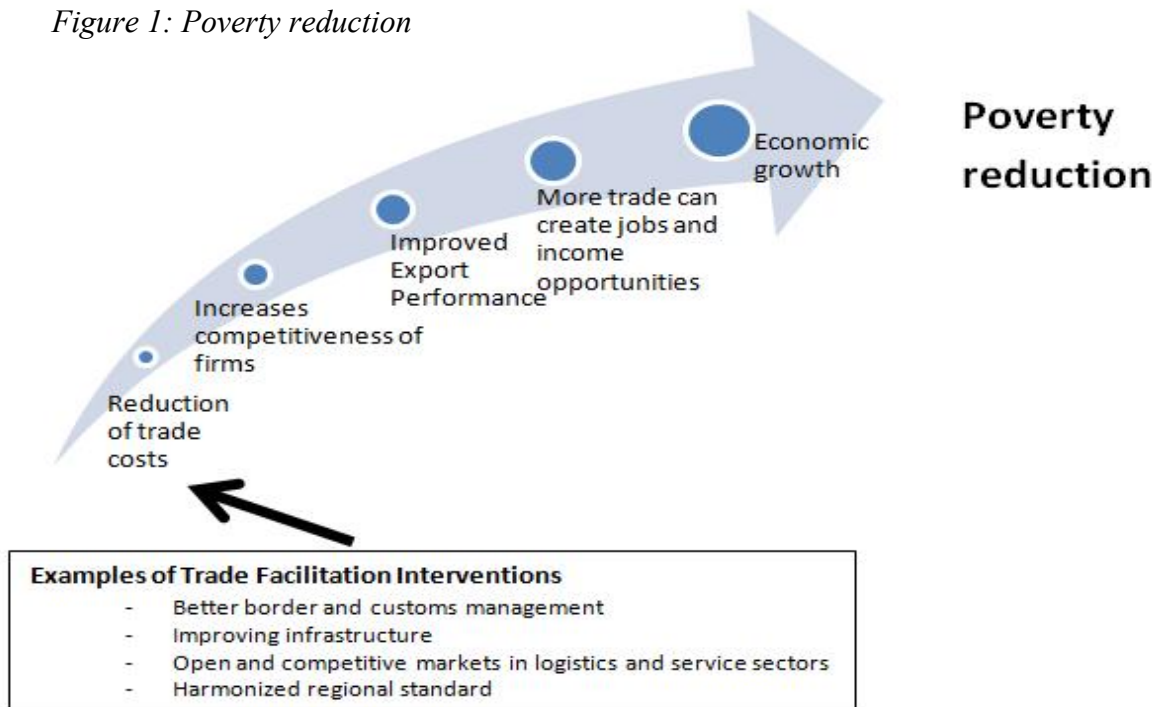 Figure 1: Poverty reduction
Poverty
reduction
Economic
growth
More trade can
create jobs and
income
opportunities
Improved
Export
Performance
Increases
competitiveness of
firms
Reduction
of trade
costs
Examples of Trade Facilitation Interventions
- Better border and customs management
- Improving infrastructure
- Open and competitive markets in logistics and service sectors
- Harmonized regional standard